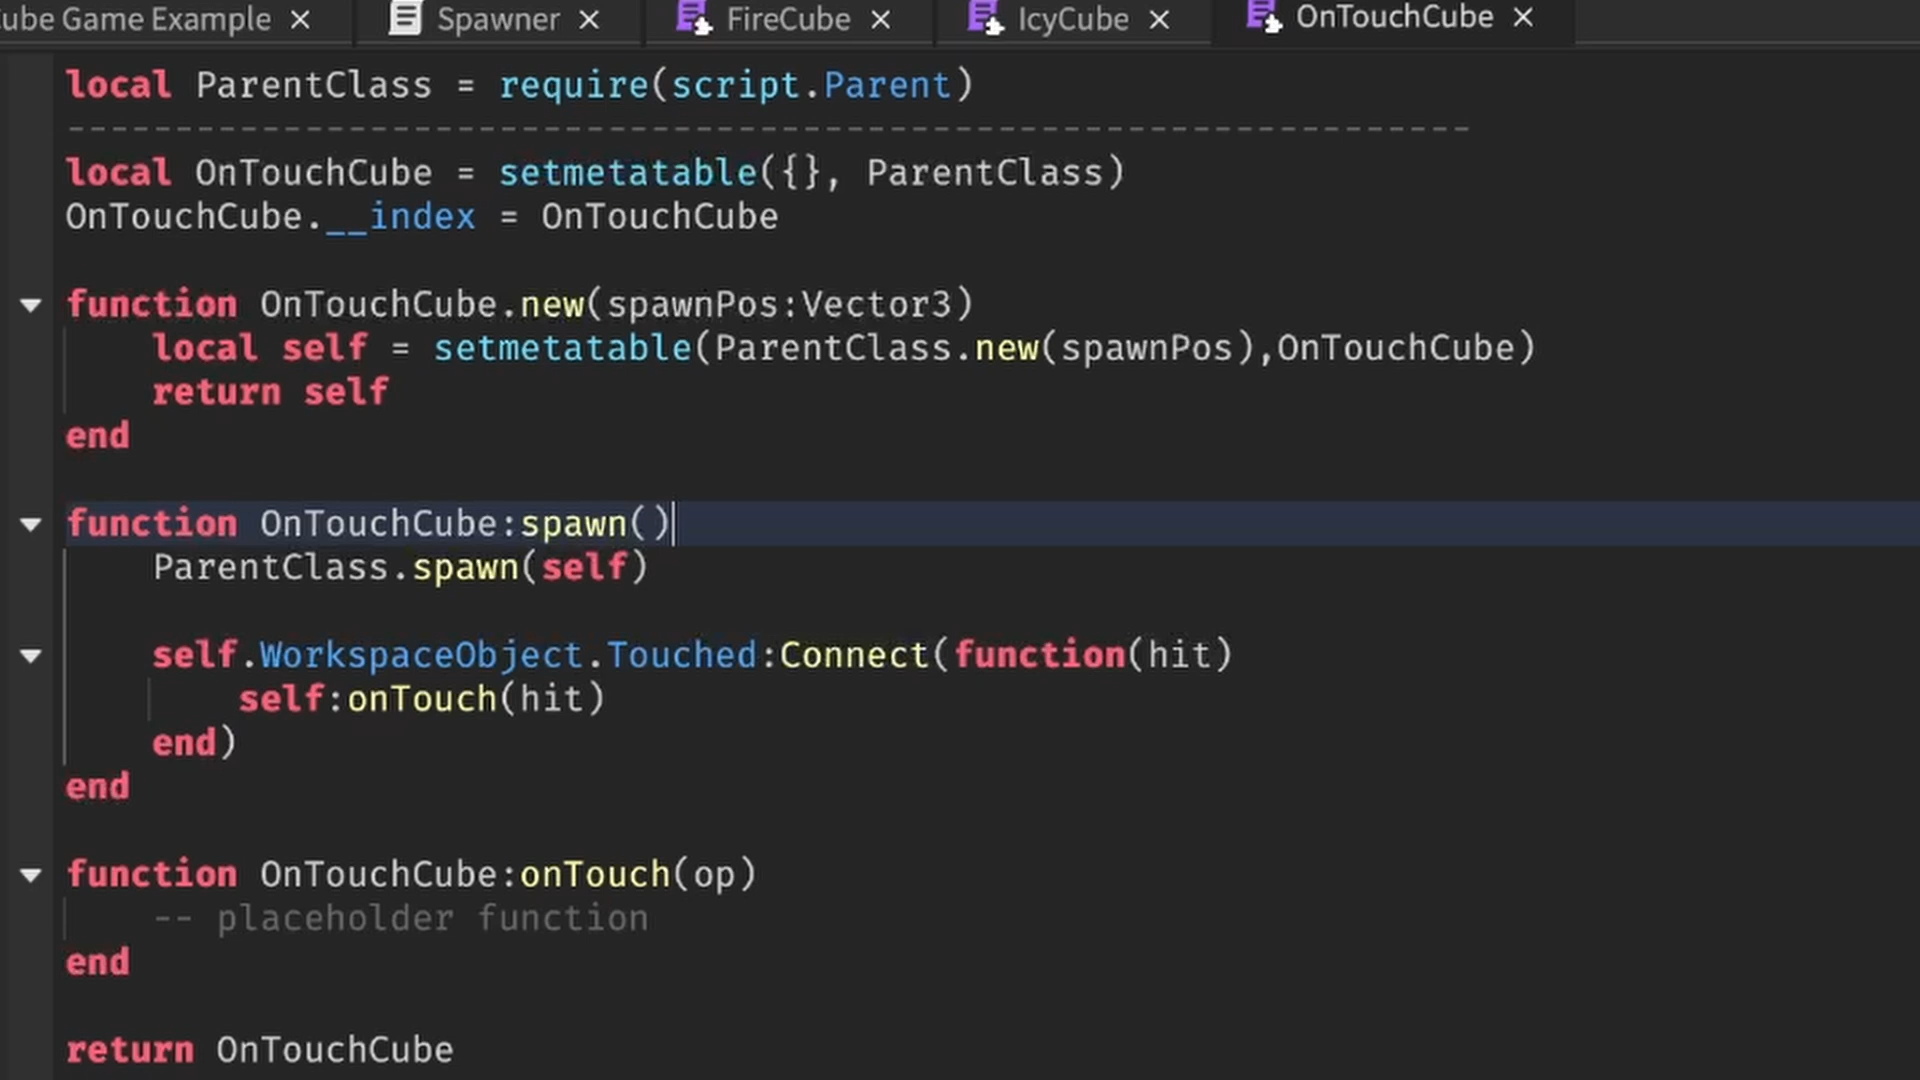 ube Game Example × Spawner × FireCube × IcyCube × OnTouchCube ×
local ParentClass = require(script.Parent)
----------------------------------------------------------------
local OnTouchCube = setmetatable({}, ParentClass)
OnTouchCube.__index = OnTouchCube
function OnTouchCube.new(spawnPos:Vector3)
    local self = setmetatable(ParentClass.new(spawnPos),OnTouchCube)
    return self
end
function OnTouchCube:spawn()
    ParentClass.spawn(self)
    self.WorkspaceObject.Touched:Connect(function(hit)
        self:onTouch(hit)
    end)
end
function OnTouchCube:onTouch(op)
    -- placeholder function
end
return OnTouchCube